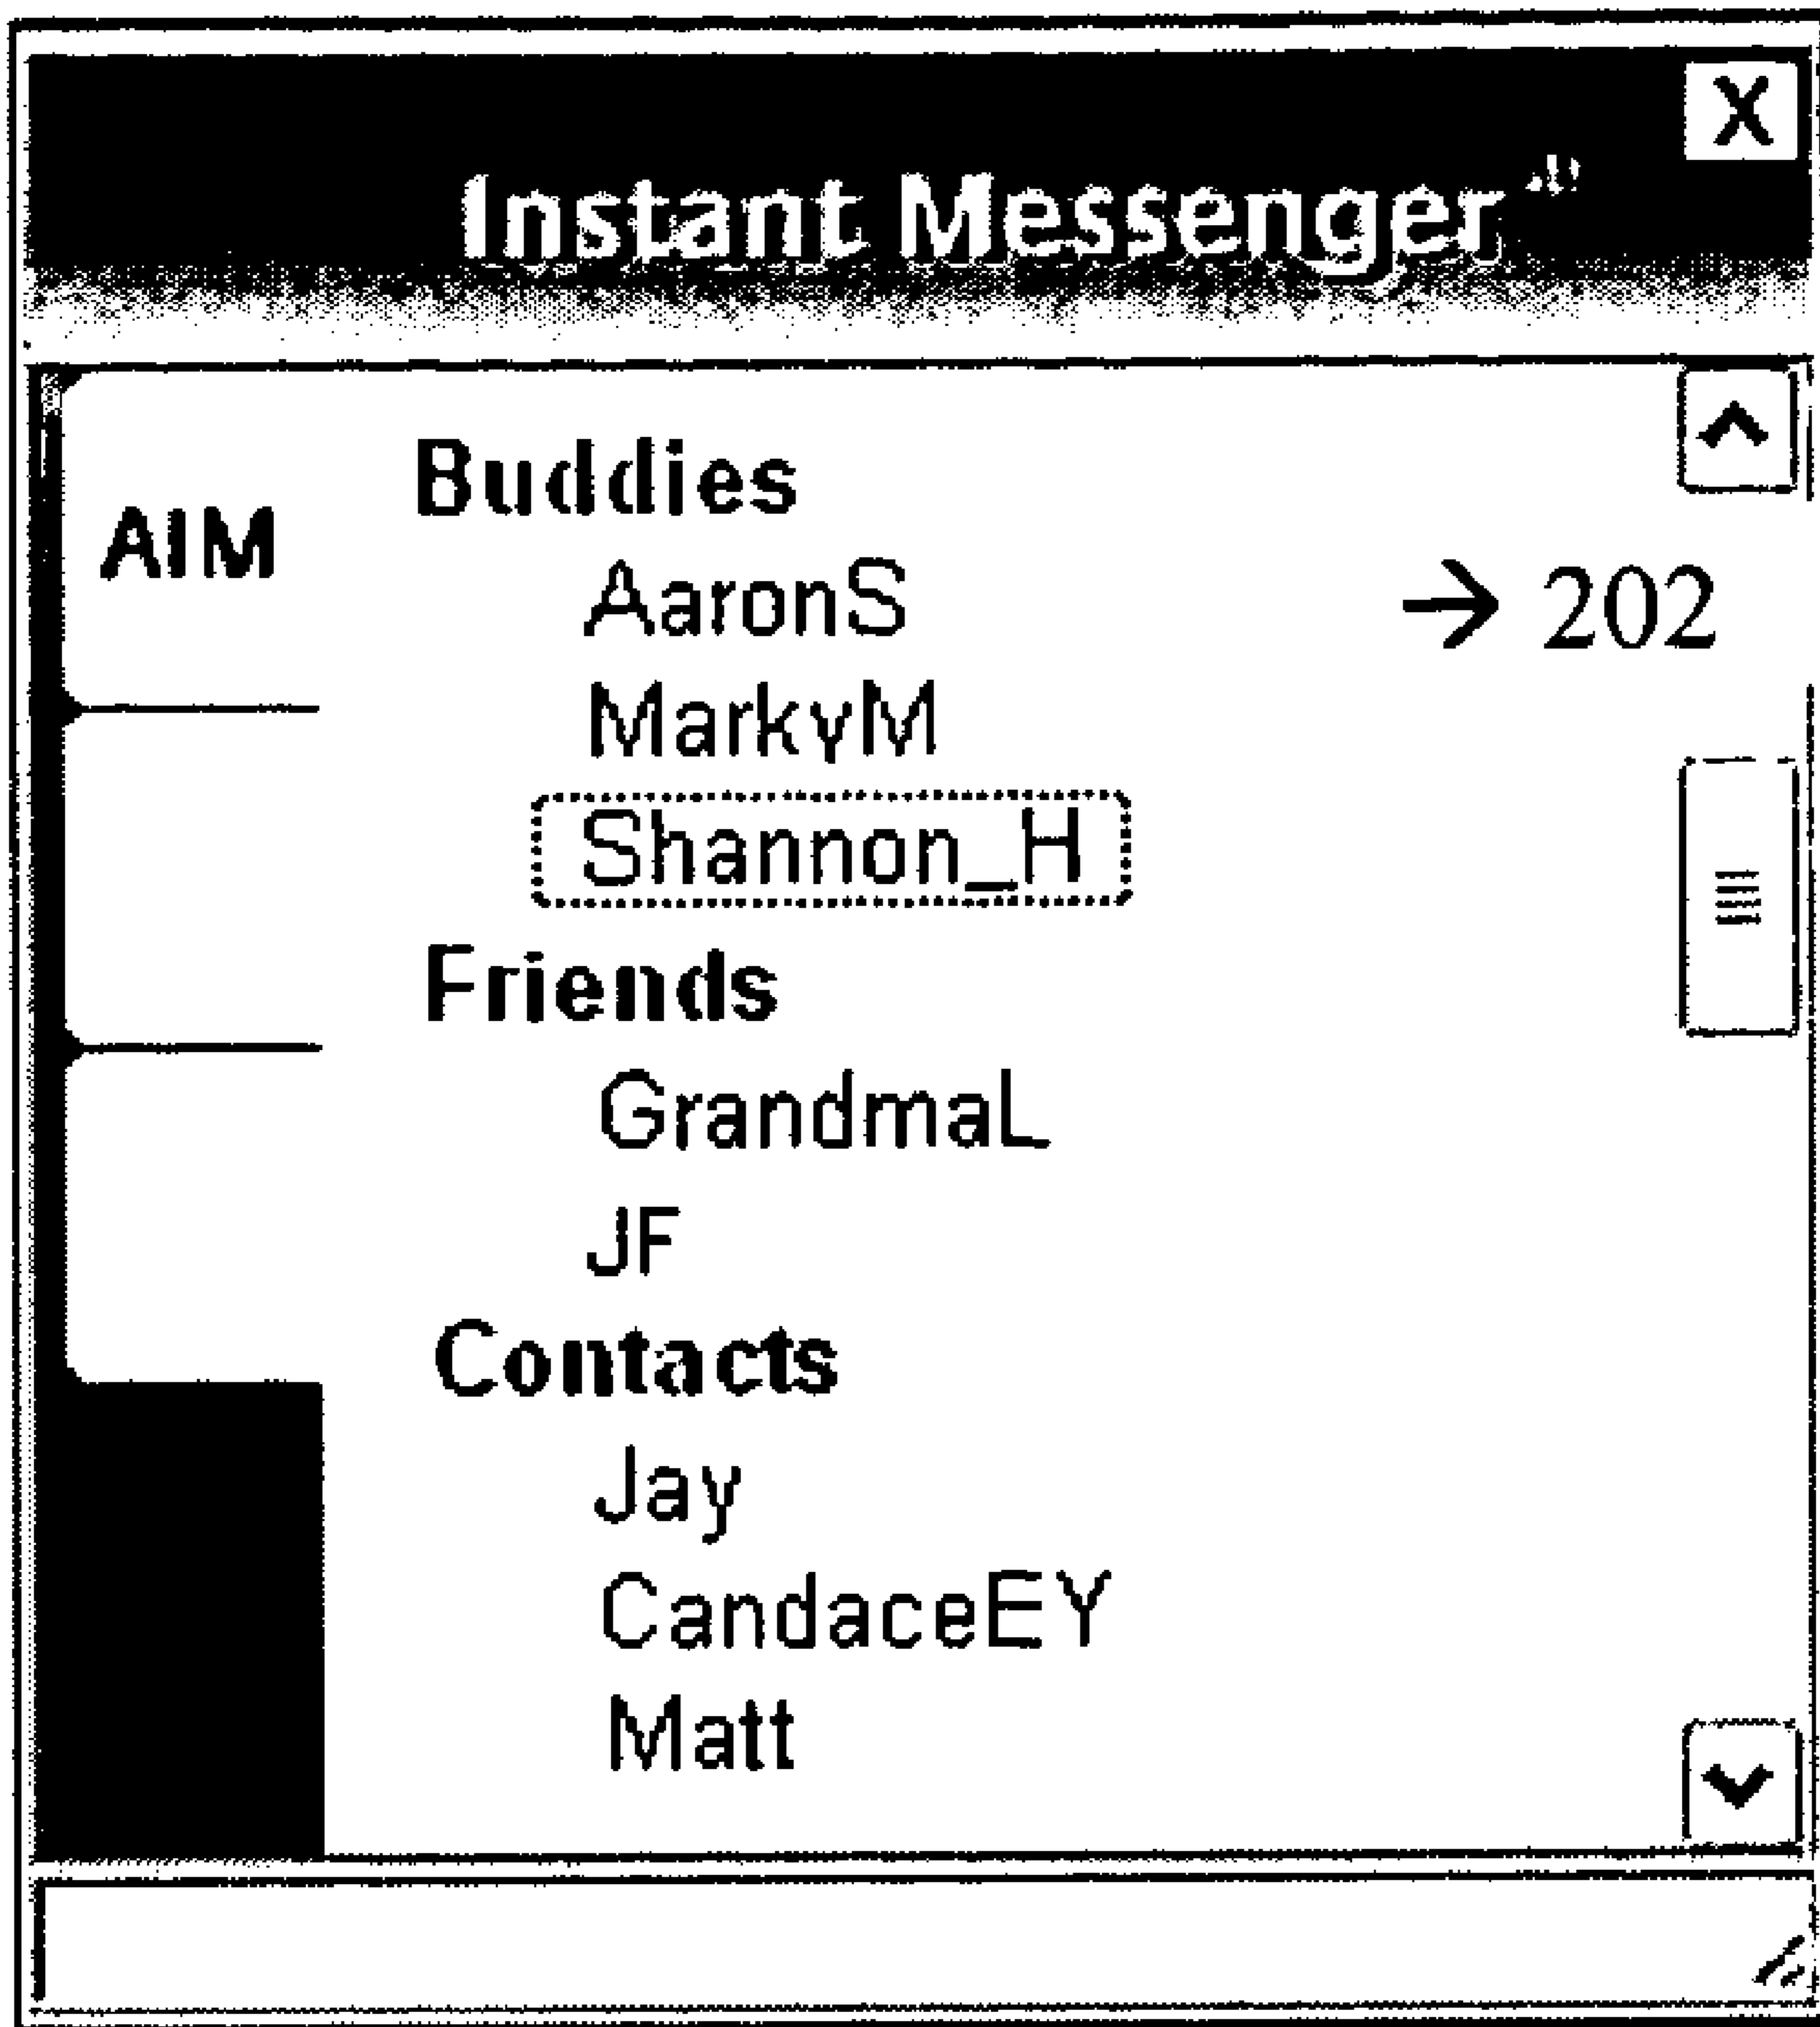 X
Instant Messenger
Buddies
AIM
AaronS → 202
MarkyM
Shannon_H
Friends
GrandmaL
JF
Contacts
Jay
CandaceEY
Matt